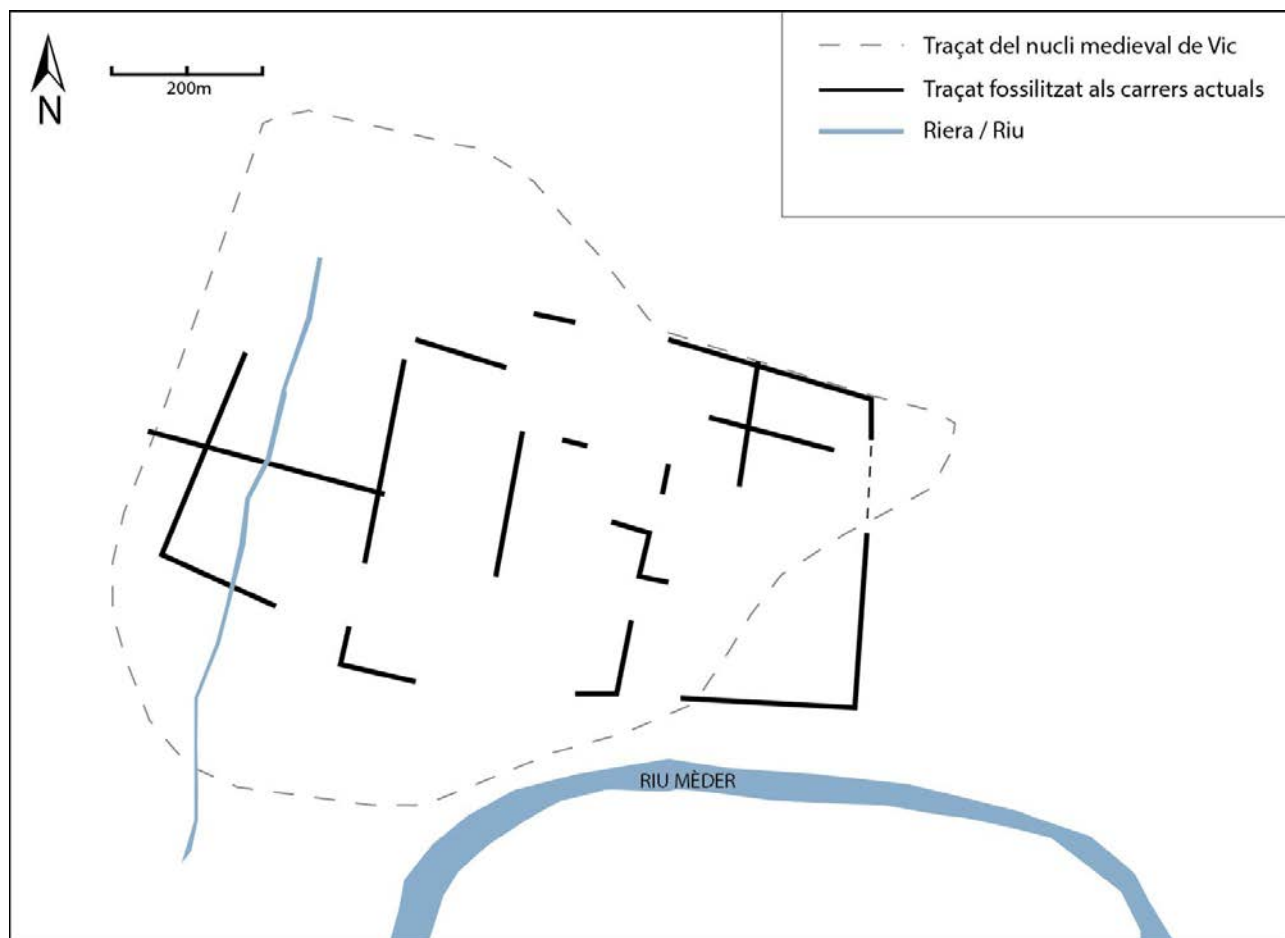 N
200m
Traçat del nucli medieval de Vic
Traçat fossilitzat als carrers actuals
Riera / Riu
RIU MÈDER